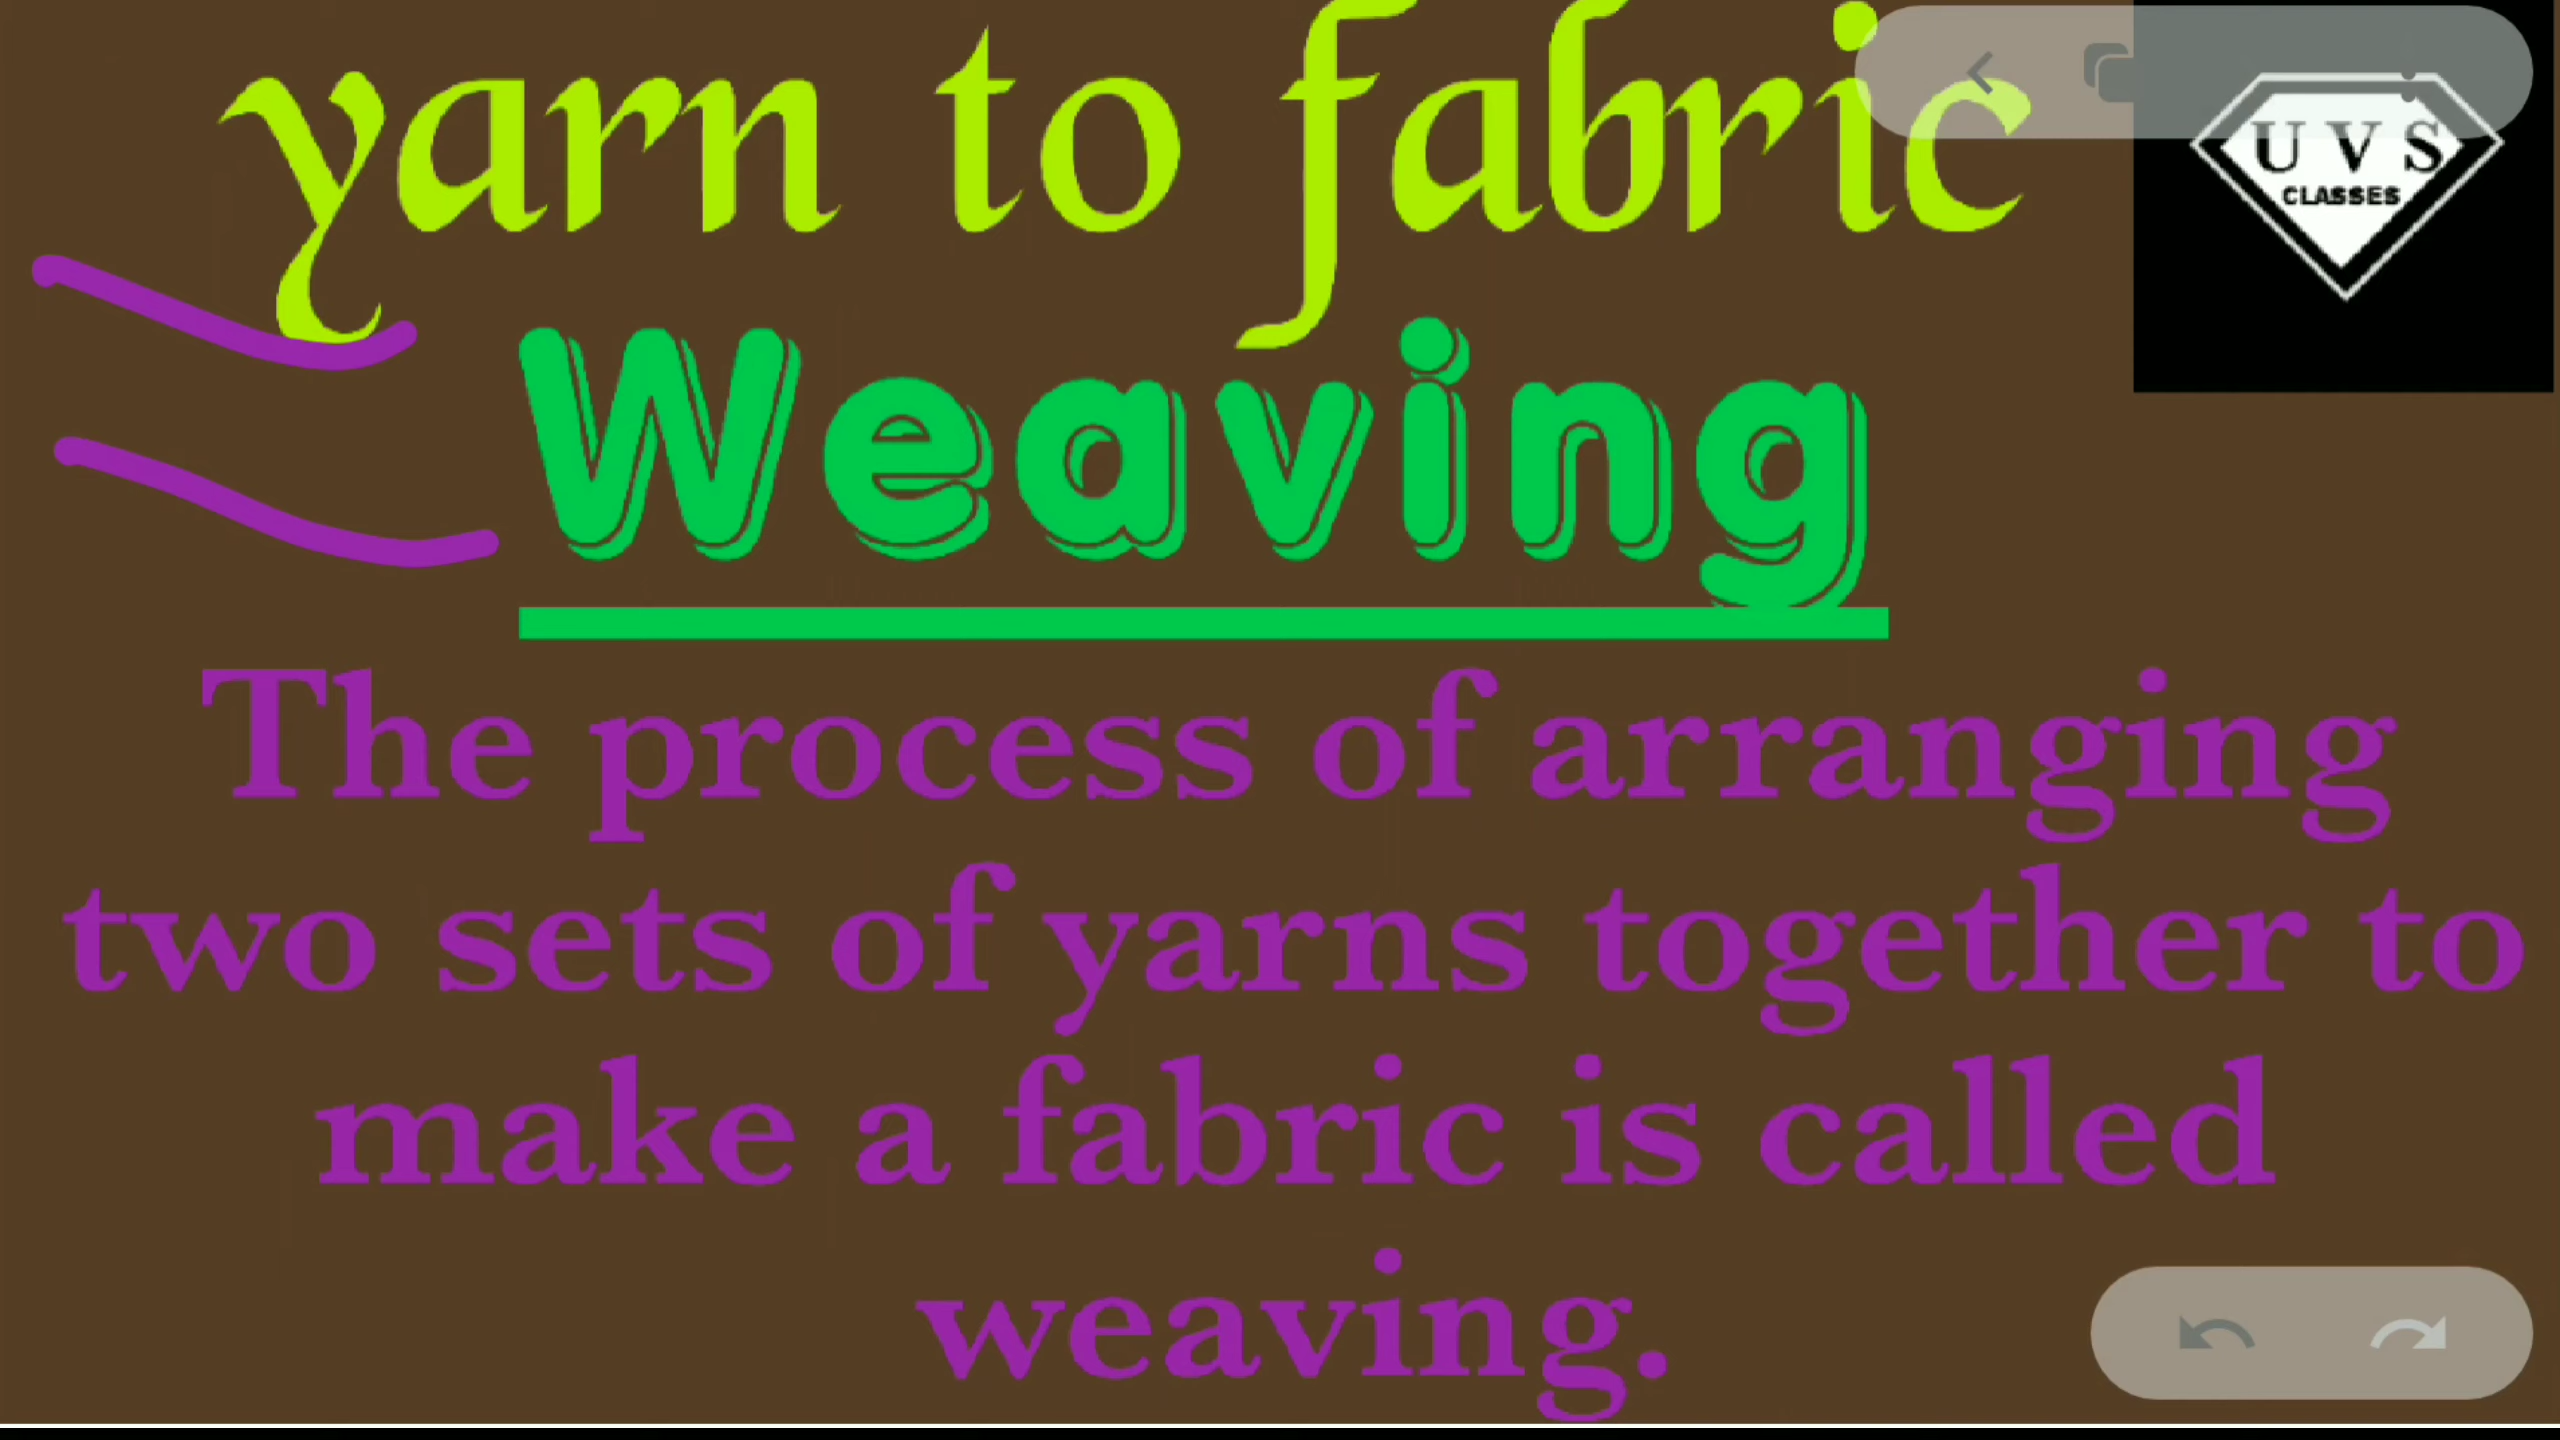 yarn to fabric
UVS
CLASSES
Weaving
The process of arranging
two sets of yarns together to
make a fabric is called
weaving.